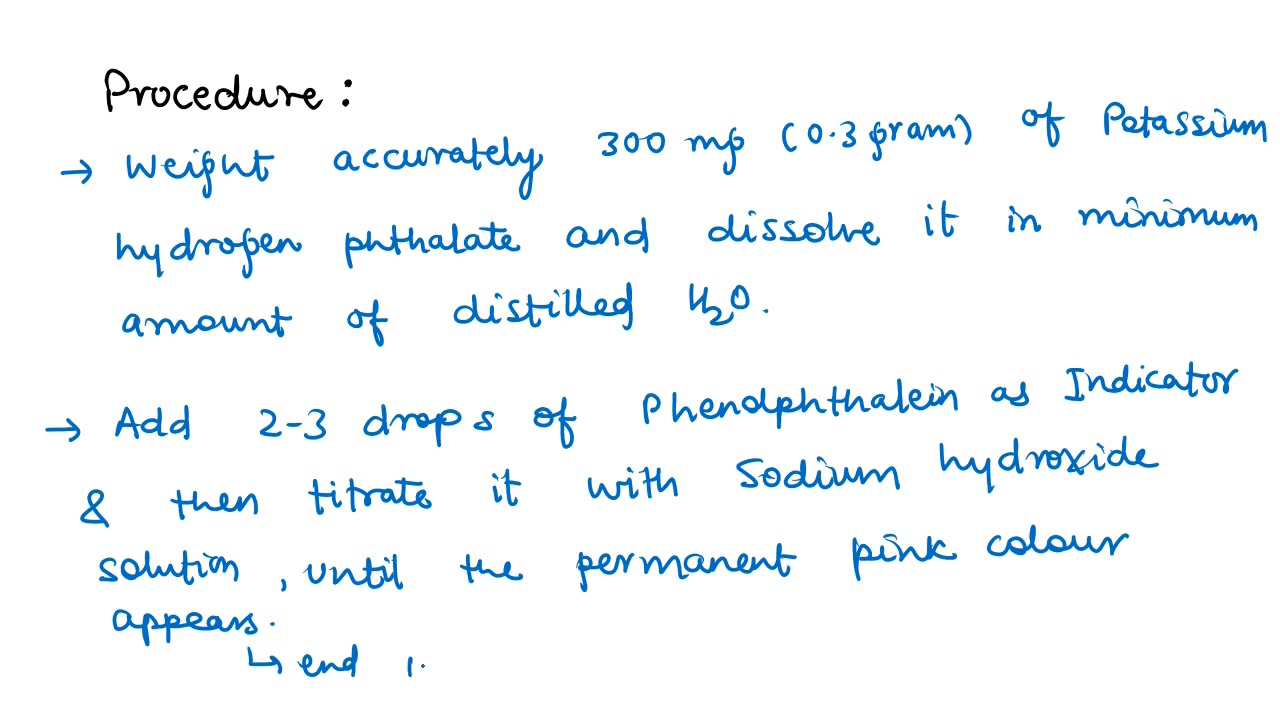 Procedure :
→ Weight accurately 300 mg (0.3 gram) of Potassium
hydrogen phthalate and dissolve it in minimum
amount of distilled H₂O.
→ Add 2-3 drops of Phenolphthalein as Indicator
& then titrate it with Sodium hydroxide
solution, until the permanent pink colour
appears.
↳ end